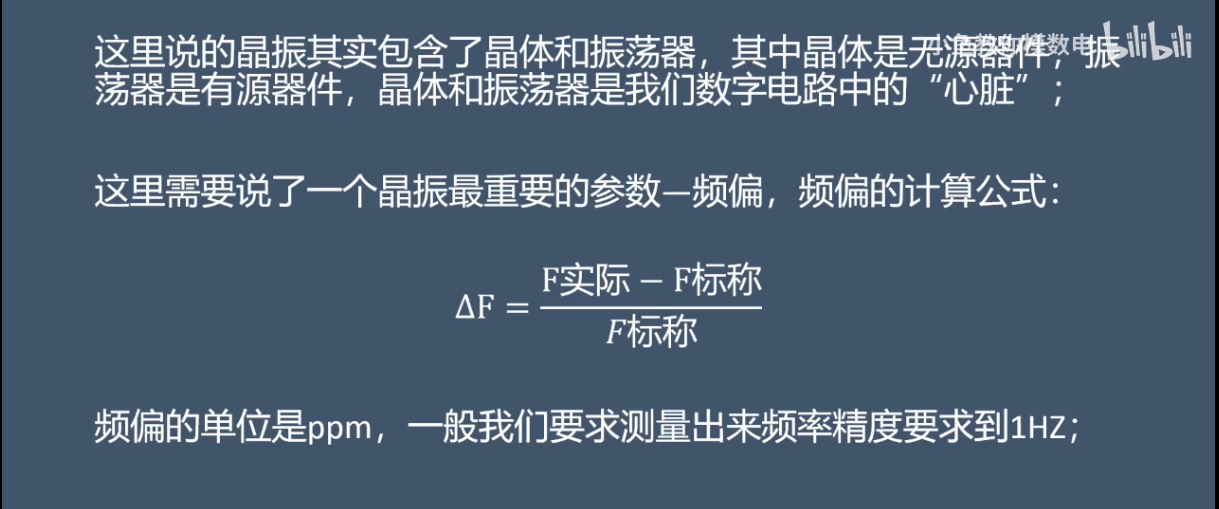 这里说的晶振其实包含了晶体和振荡器，其中晶体是无源器件，振
荡器是有源器件，晶体和振荡器是我们数字电路中的“心脏”；
bilibili
这里需要说了一个晶振最重要的参数—频偏，频偏的计算公式：
ΔF = (F实际 − F标称) / F标称
频偏的单位是ppm，一般我们要求测量出来频率精度要求到1HZ；